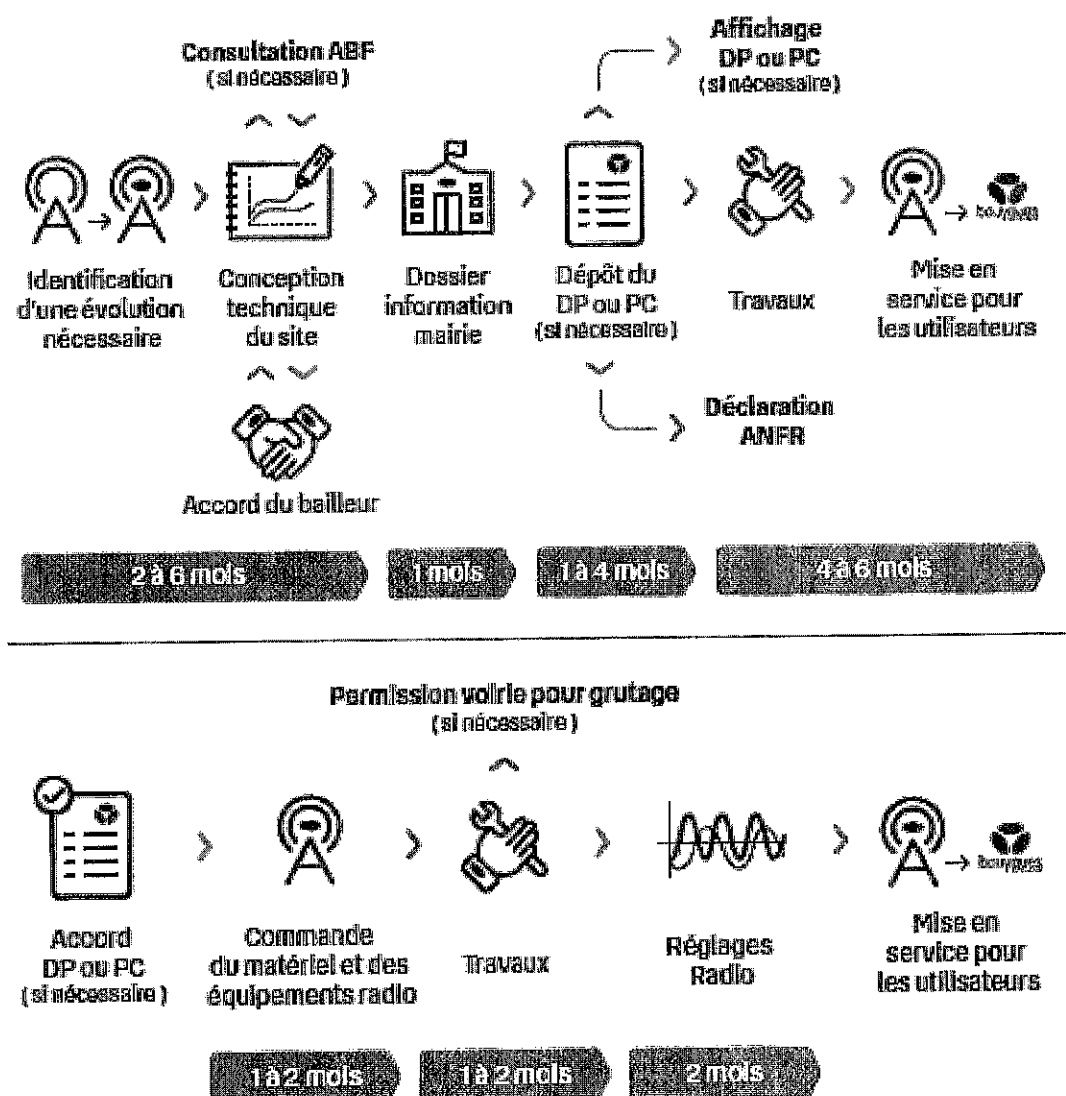 Consultation ABF
(si nécessaire)
Affichage
DP ou PC
(si nécessaire)
Identification
d'une évolution
nécessaire
Conception
technique
du site
Dossier
information
mairie
Dépôt du
DP ou PC
(si nécessaire)
Travaux
bouygues
Mise en
service pour
les utilisateurs
Accord du bailleur
Déclaration
ANFR
2 à 6 mois
1 mois
1 à 4 mois
4 à 6 mois
Permission voirie pour grutage
(si nécessaire)
Accord
DP ou PC
(si nécessaire)
Commande
du matériel et des
équipements radio
Travaux
Réglages
Radio
bouygues
Mise en
service pour
les utilisateurs
1 à 2 mois
1 à 2 mois
2 mois